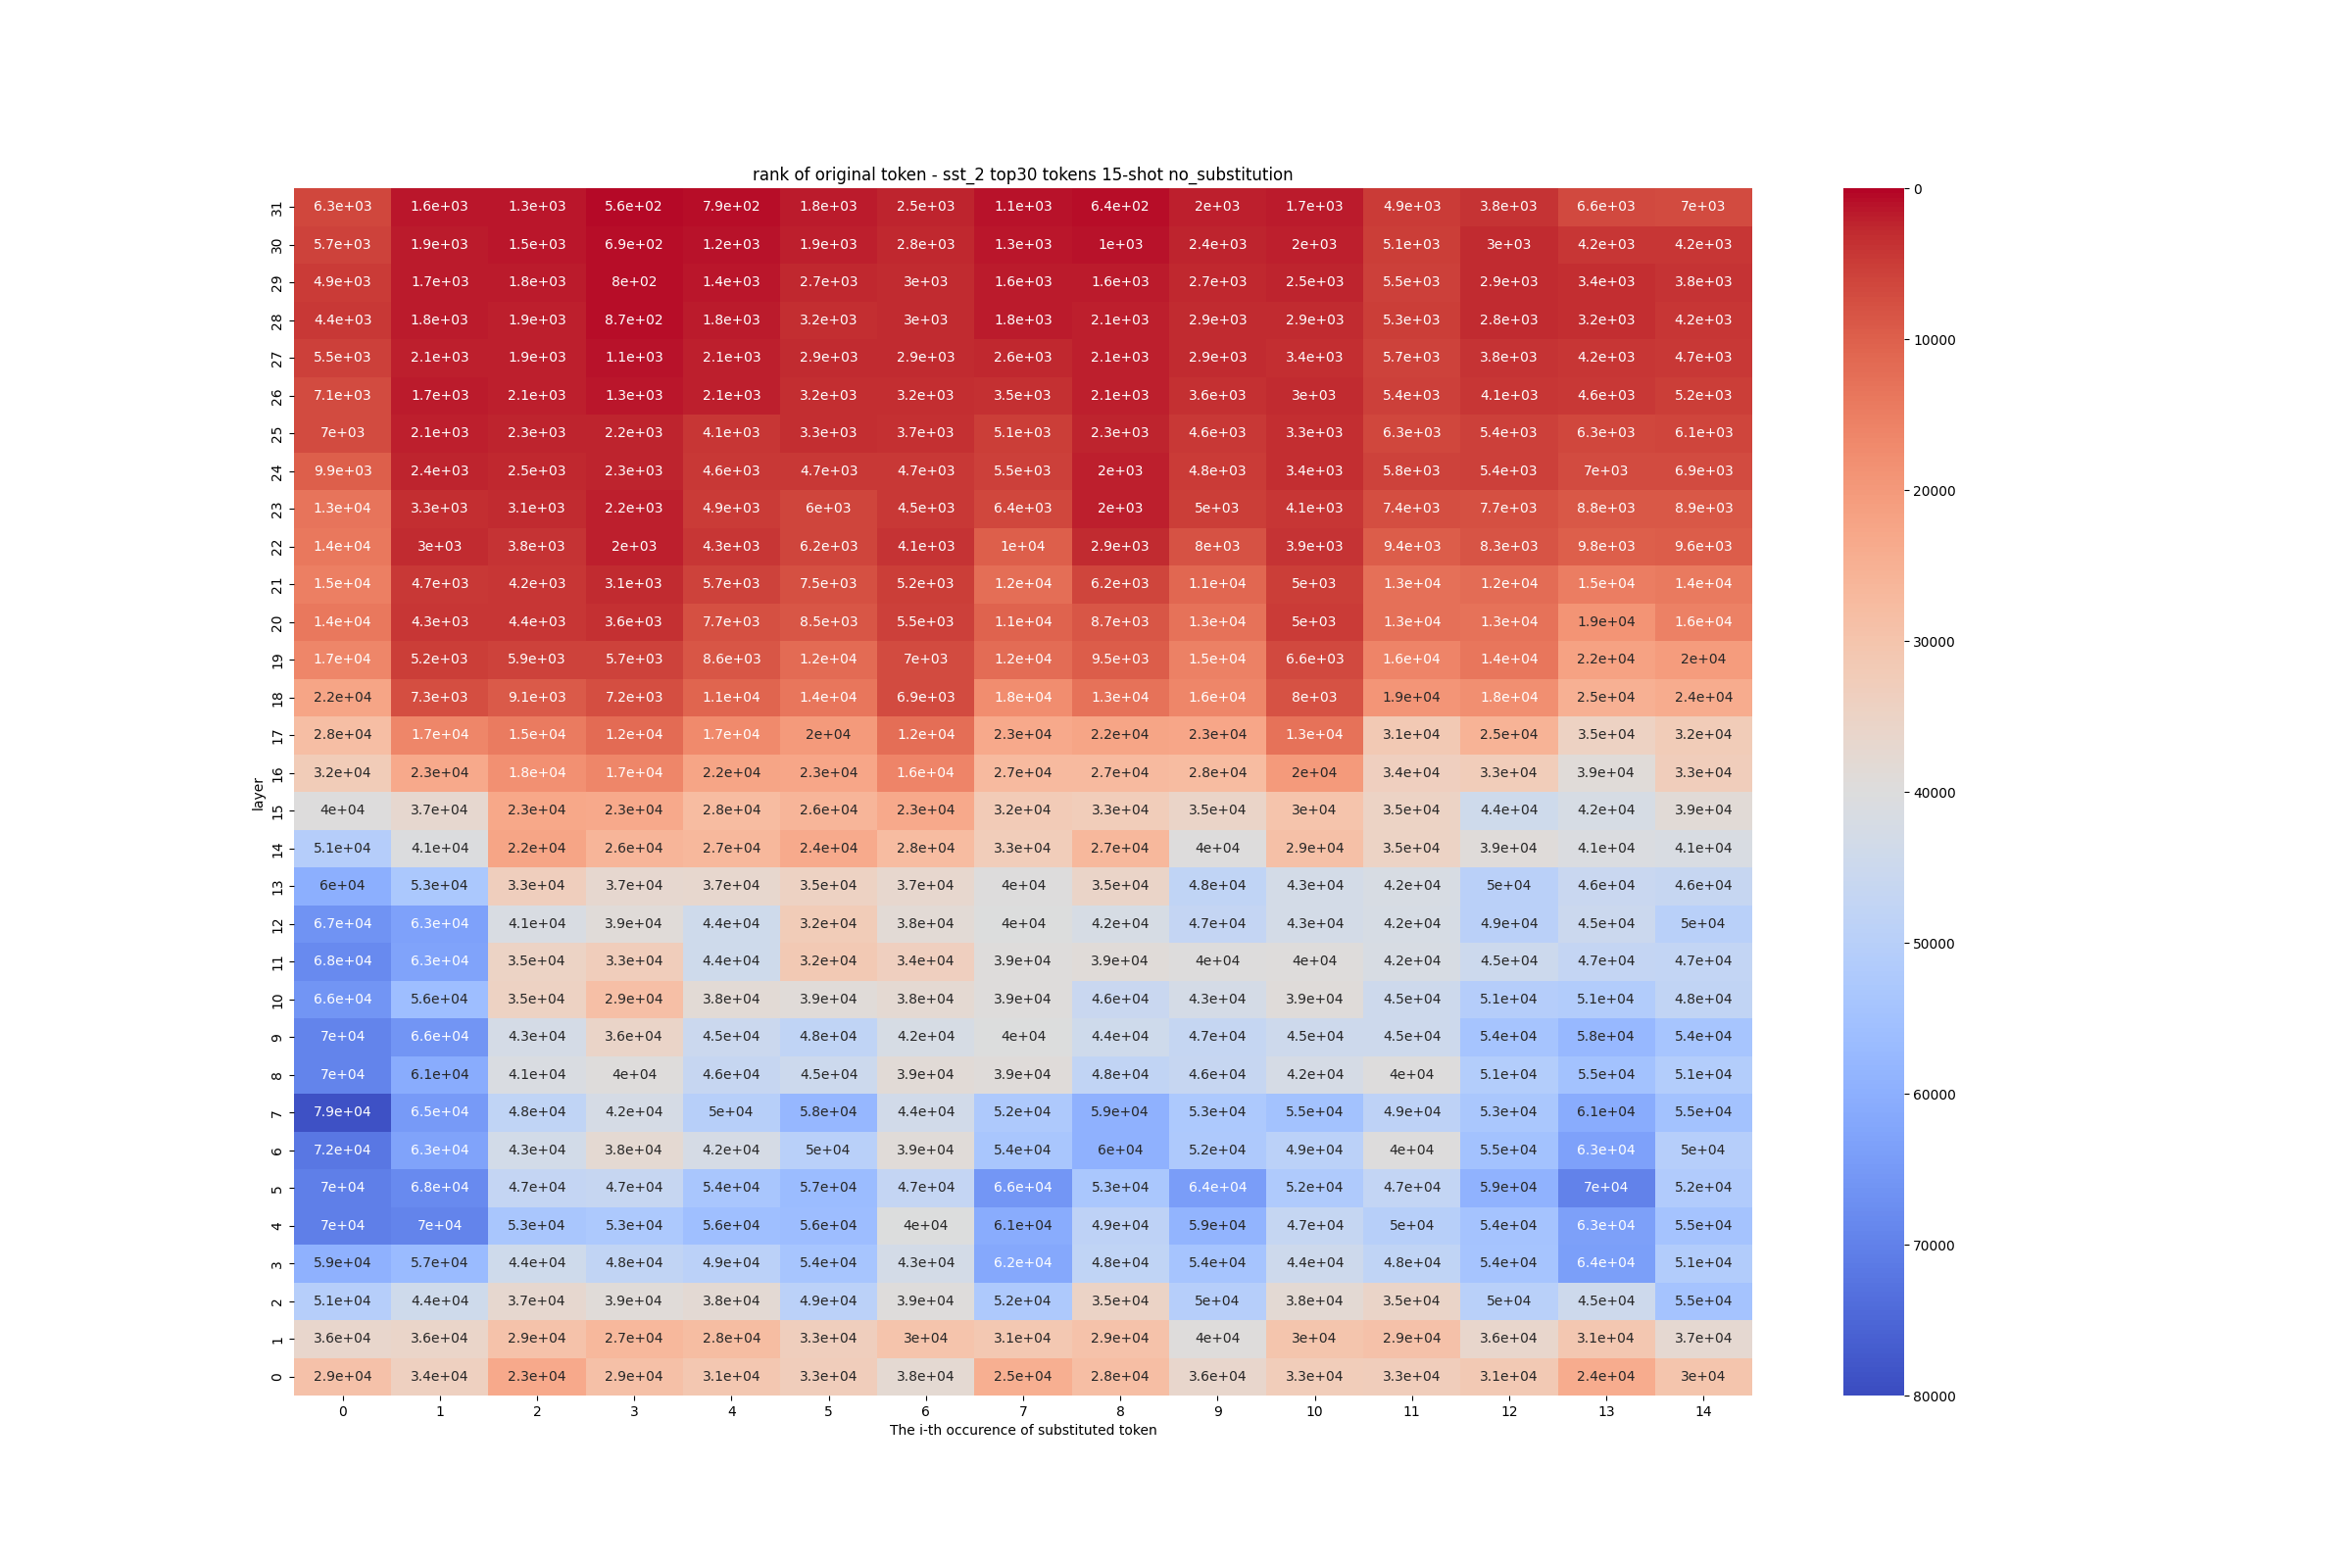 rank of original token - sst_2 top30 tokens 15-shot no_substitution
31 6.3e+03 1.6e+03 1.3e+03 5.6e+02 7.9e+02 1.8e+03 2.5e+03 1.1e+03 6.4e+02 2e+03 1.7e+03 4.9e+03 3.8e+03 6.6e+03 7e+03
30 5.7e+03 1.9e+03 1.5e+03 6.9e+02 1.2e+03 1.9e+03 2.8e+03 1.3e+03 1e+03 2.4e+03 2e+03 5.1e+03 3e+03 4.2e+03 4.2e+03
29 4.9e+03 1.7e+03 1.8e+03 8e+02 1.4e+03 2.7e+03 3e+03 1.6e+03 1.6e+03 2.7e+03 2.5e+03 5.5e+03 2.9e+03 3.4e+03 3.8e+03
28 4.4e+03 1.8e+03 1.9e+03 8.7e+02 1.8e+03 3.2e+03 3e+03 1.8e+03 2.1e+03 2.9e+03 2.9e+03 5.3e+03 2.8e+03 3.2e+03 4.2e+03
27 5.5e+03 2.1e+03 1.9e+03 1.1e+03 2.1e+03 2.9e+03 2.9e+03 2.6e+03 2.1e+03 2.9e+03 3.4e+03 5.7e+03 3.8e+03 4.2e+03 4.7e+03
26 7.1e+03 1.7e+03 2.1e+03 1.3e+03 2.1e+03 3.2e+03 3.2e+03 3.5e+03 2.1e+03 3.6e+03 3e+03 5.4e+03 4.1e+03 4.6e+03 5.2e+03
25 7e+03 2.1e+03 2.3e+03 2.2e+03 4.1e+03 3.3e+03 3.7e+03 5.1e+03 2.3e+03 4.6e+03 3.3e+03 6.3e+03 5.4e+03 6.3e+03 6.1e+03
24 9.9e+03 2.4e+03 2.5e+03 2.3e+03 4.6e+03 4.7e+03 4.7e+03 5.5e+03 2e+03 4.8e+03 3.4e+03 5.8e+03 5.4e+03 7e+03 6.9e+03
23 1.3e+04 3.3e+03 3.1e+03 2.2e+03 4.9e+03 6e+03 4.5e+03 6.4e+03 2e+03 5e+03 4.1e+03 7.4e+03 7.7e+03 8.8e+03 8.9e+03
22 1.4e+04 3e+03 3.8e+03 2e+03 4.3e+03 6.2e+03 4.1e+03 1e+04 2.9e+03 8e+03 3.9e+03 9.4e+03 8.3e+03 9.8e+03 9.6e+03
21 1.5e+04 4.7e+03 4.2e+03 3.1e+03 5.7e+03 7.5e+03 5.2e+03 1.2e+04 6.2e+03 1.1e+04 5e+03 1.3e+04 1.2e+04 1.5e+04 1.4e+04
20 1.4e+04 4.3e+03 4.4e+03 3.6e+03 7.7e+03 8.5e+03 5.5e+03 1.1e+04 8.7e+03 1.3e+04 5e+03 1.3e+04 1.3e+04 1.9e+04 1.6e+04
19 1.7e+04 5.2e+03 5.9e+03 5.7e+03 8.6e+03 1.2e+04 7e+03 1.2e+04 9.5e+03 1.5e+04 6.6e+03 1.6e+04 1.4e+04 2.2e+04 2e+04
18 2.2e+04 7.3e+03 9.1e+03 7.2e+03 1.1e+04 1.4e+04 6.9e+03 1.8e+04 1.3e+04 1.6e+04 8e+03 1.9e+04 1.8e+04 2.5e+04 2.4e+04
17 2.8e+04 1.7e+04 1.5e+04 1.2e+04 1.7e+04 2e+04 1.2e+04 2.3e+04 2.2e+04 2.3e+04 1.3e+04 3.1e+04 2.5e+04 3.5e+04 3.2e+04
16 3.2e+04 2.3e+04 1.8e+04 1.7e+04 2.2e+04 2.3e+04 1.6e+04 2.7e+04 2.7e+04 2.8e+04 2e+04 3.4e+04 3.3e+04 3.9e+04 3.3e+04
15 4e+04 3.7e+04 2.3e+04 2.3e+04 2.8e+04 2.6e+04 2.3e+04 3.2e+04 3.3e+04 3.5e+04 3e+04 3.5e+04 4.4e+04 4.2e+04 3.9e+04
14 5.1e+04 4.1e+04 2.2e+04 2.6e+04 2.7e+04 2.4e+04 2.8e+04 3.3e+04 2.7e+04 4e+04 2.9e+04 3.5e+04 3.9e+04 4.1e+04 4.1e+04
13 6e+04 5.3e+04 3.3e+04 3.7e+04 3.7e+04 3.5e+04 3.7e+04 4e+04 3.5e+04 4.8e+04 4.3e+04 4.2e+04 5e+04 4.6e+04 4.6e+04
12 6.7e+04 6.3e+04 4.1e+04 3.9e+04 4.4e+04 3.2e+04 3.8e+04 4e+04 4.2e+04 4.7e+04 4.3e+04 4.2e+04 4.9e+04 4.5e+04 5e+04
11 6.8e+04 6.3e+04 3.5e+04 3.3e+04 4.4e+04 3.2e+04 3.4e+04 3.9e+04 3.9e+04 4e+04 4e+04 4.2e+04 4.5e+04 4.7e+04 4.7e+04
10 6.6e+04 5.6e+04 3.5e+04 2.9e+04 3.8e+04 3.9e+04 3.8e+04 3.9e+04 4.6e+04 4.3e+04 3.9e+04 4.5e+04 5.1e+04 5.1e+04 4.8e+04
9 7e+04 6.6e+04 4.3e+04 3.6e+04 4.5e+04 4.8e+04 4.2e+04 4e+04 4.4e+04 4.7e+04 4.5e+04 4.5e+04 5.4e+04 5.8e+04 5.4e+04
8 7e+04 6.1e+04 4.1e+04 4e+04 4.6e+04 4.5e+04 3.9e+04 3.9e+04 4.8e+04 4.6e+04 4.2e+04 4e+04 5.1e+04 5.5e+04 5.1e+04
7 7.9e+04 6.5e+04 4.8e+04 4.2e+04 5e+04 5.8e+04 4.4e+04 5.2e+04 5.9e+04 5.3e+04 5.5e+04 4.9e+04 5.3e+04 6.1e+04 5.5e+04
6 7.2e+04 6.3e+04 4.3e+04 3.8e+04 4.2e+04 5e+04 3.9e+04 5.4e+04 6e+04 5.2e+04 4.9e+04 4e+04 5.5e+04 6.3e+04 5e+04
5 7e+04 6.8e+04 4.7e+04 4.7e+04 5.4e+04 5.7e+04 4.7e+04 6.6e+04 5.3e+04 6.4e+04 5.2e+04 4.7e+04 5.9e+04 7e+04 5.2e+04
4 7e+04 7e+04 5.3e+04 5.3e+04 5.6e+04 5.6e+04 4e+04 6.1e+04 4.9e+04 5.9e+04 4.7e+04 5e+04 5.4e+04 6.3e+04 5.5e+04
3 5.9e+04 5.7e+04 4.4e+04 4.8e+04 4.9e+04 5.4e+04 4.3e+04 6.2e+04 4.8e+04 5.4e+04 4.4e+04 4.8e+04 5.4e+04 6.4e+04 5.1e+04
2 5.1e+04 4.4e+04 3.7e+04 3.9e+04 3.8e+04 4.9e+04 3.9e+04 5.2e+04 3.5e+04 5e+04 3.8e+04 3.5e+04 5e+04 4.5e+04 5.5e+04
1 3.6e+04 3.6e+04 2.9e+04 2.7e+04 2.8e+04 3.3e+04 3e+04 3.1e+04 2.9e+04 4e+04 3e+04 2.9e+04 3.6e+04 3.1e+04 3.7e+04
0 2.9e+04 3.4e+04 2.3e+04 2.9e+04 3.1e+04 3.3e+04 3.8e+04 2.5e+04 2.8e+04 3.6e+04 3.3e+04 3.3e+04 3.1e+04 2.4e+04 3e+04
layer
0 1 2 3 4 5 6 7 8 9 10 11 12 13 14
The i-th occurence of substituted token
0
10000
20000
30000
40000
50000
60000
70000
80000